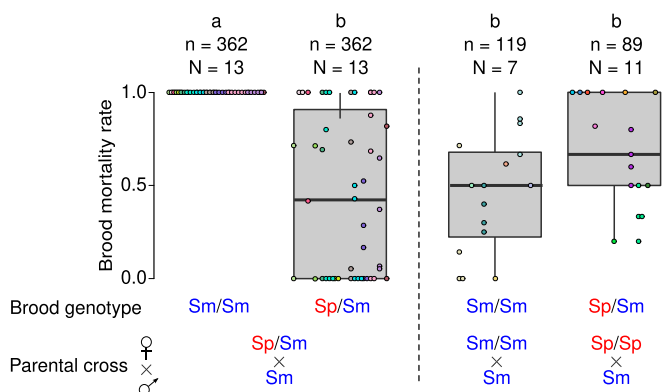 a b b b
n = 362 n = 362 n = 119 n = 89
N = 13 N = 13 N = 7 N = 11
Brood mortality rate
1.0
0.5
0.0
Brood genotype Sm/Sm Sp/Sm Sm/Sm Sp/Sm
♀ Sp/Sm Sm/Sm Sp/Sp
Parental cross × × × ×
♂ Sm Sm Sm